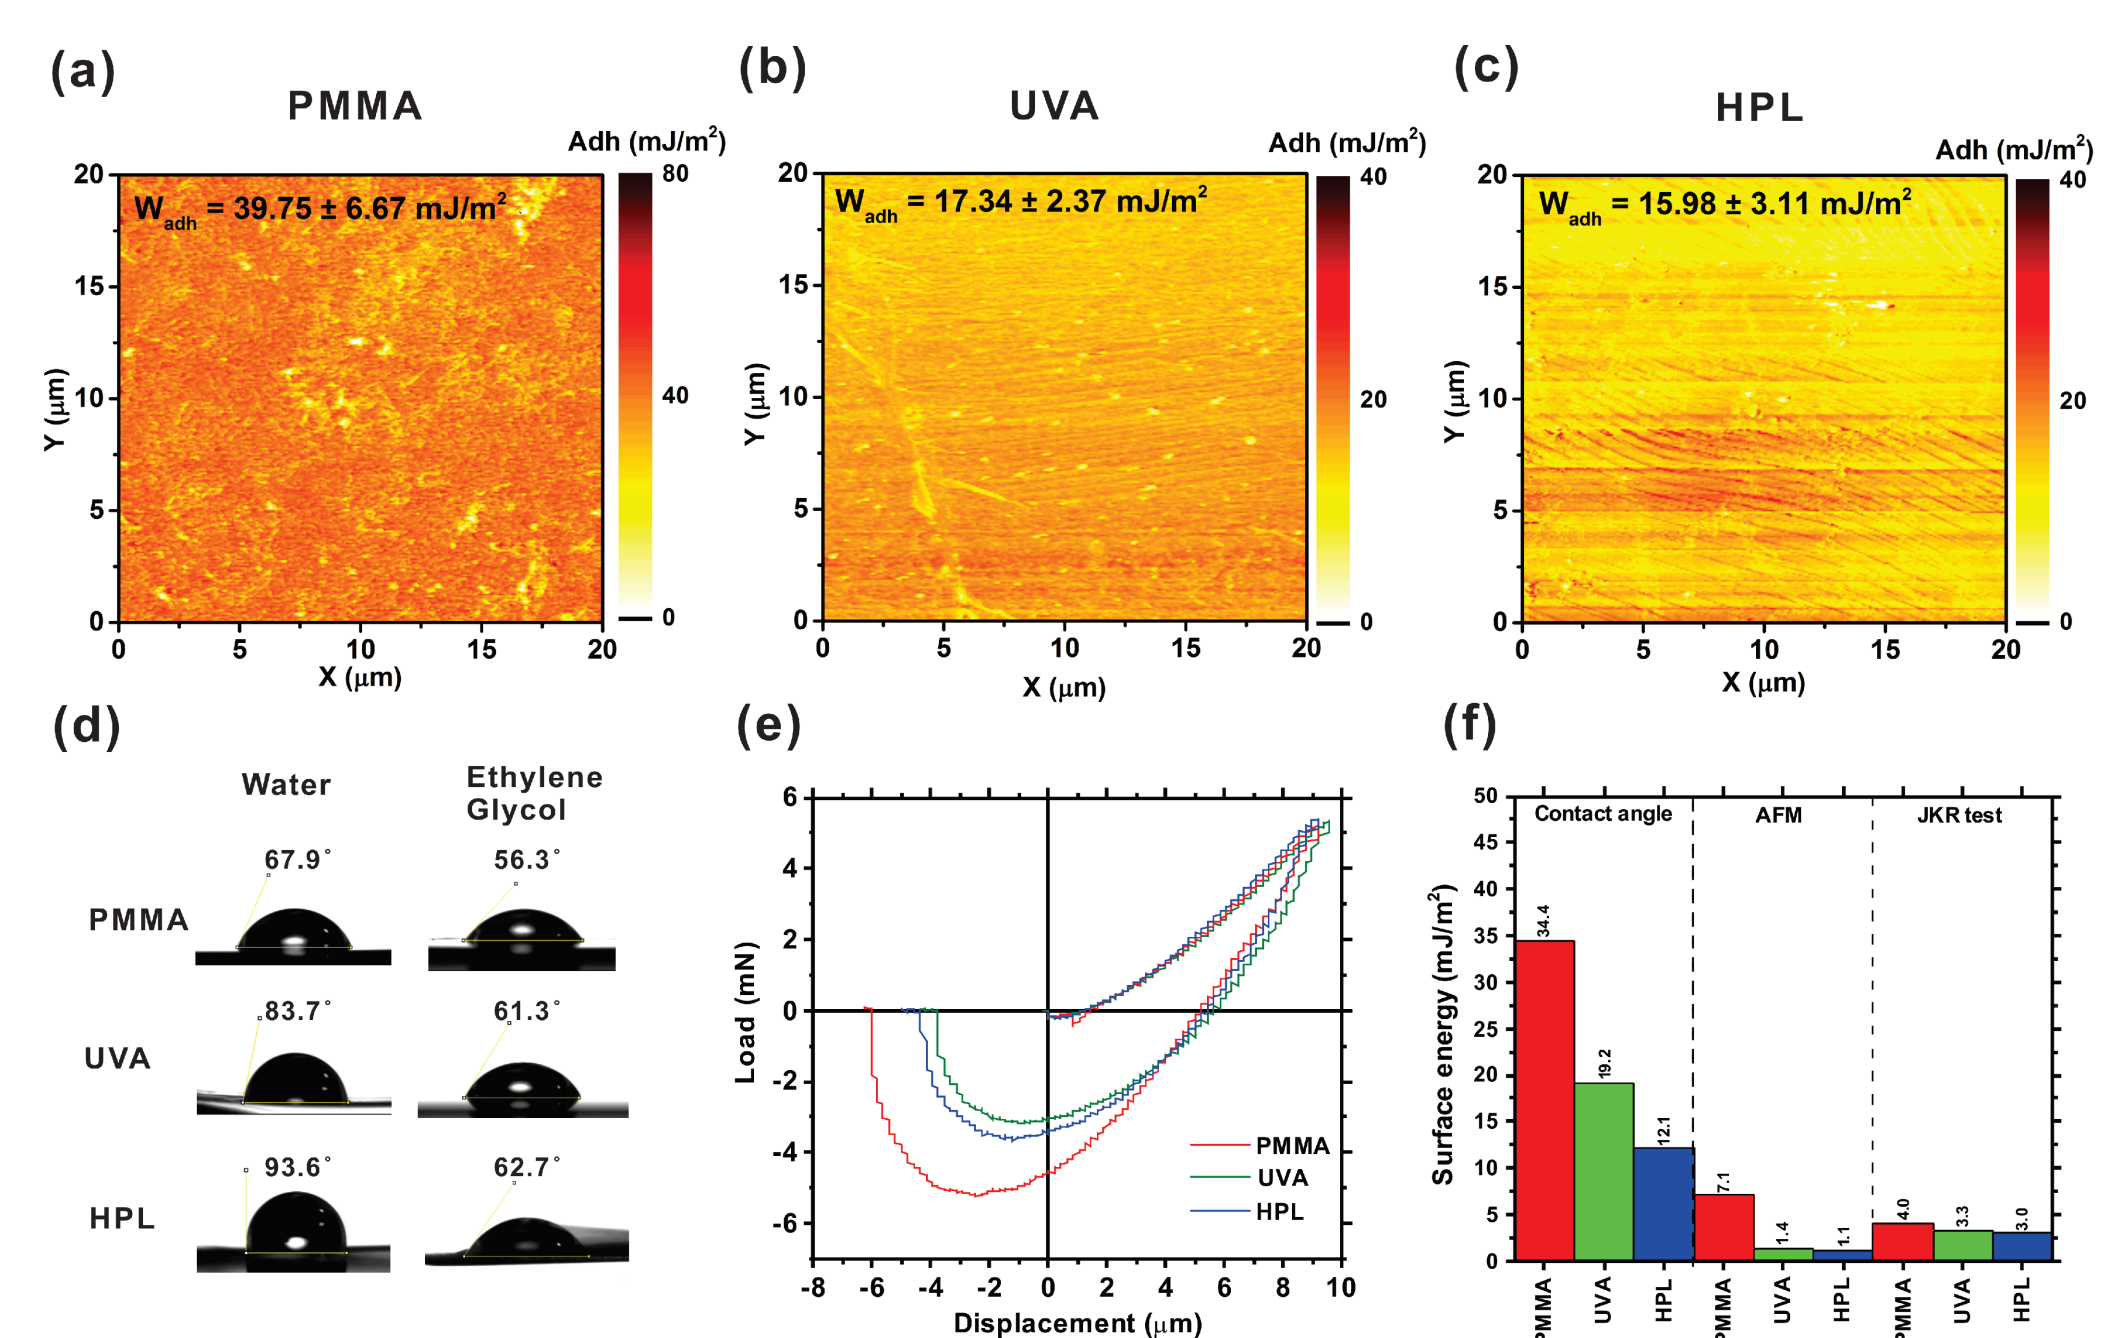 (a)
PMMA
Adh (mJ/m²)
W_adh = 39.75 ± 6.67 mJ/m²
80
40
0
20
15
10
5
0
Y (μm)
0 5 10 15 20
X (μm)
(b)
UVA
Adh (mJ/m²)
W_adh = 17.34 ± 2.37 mJ/m²
40
20
0
20
15
10
5
0
Y (μm)
0 5 10 15 20
X (μm)
(c)
HPL
Adh (mJ/m²)
W_adh = 15.98 ± 3.11 mJ/m²
40
20
0
20
15
10
5
0
Y (μm)
0 5 10 15 20
X (μm)
(d)
Water
Ethylene
Glycol
67.9°
56.3°
PMMA
83.7°
61.3°
UVA
93.6°
62.7°
HPL
(e)
6
4
2
0
-2
-4
-6
Load (mN)
PMMA
UVA
HPL
-8 -6 -4 -2 0 2 4 6 8 10
Displacement (μm)
(f)
50
45
40
35
30
25
20
15
10
5
0
Surface energy (mJ/m²)
Contact angle
AFM
JKR test
34.4
19.2
12.1
7.1
1.4
1.1
4.0
3.3
3.0
PMMA
UVA
HPL
PMMA
UVA
HPL
PMMA
UVA
HPL